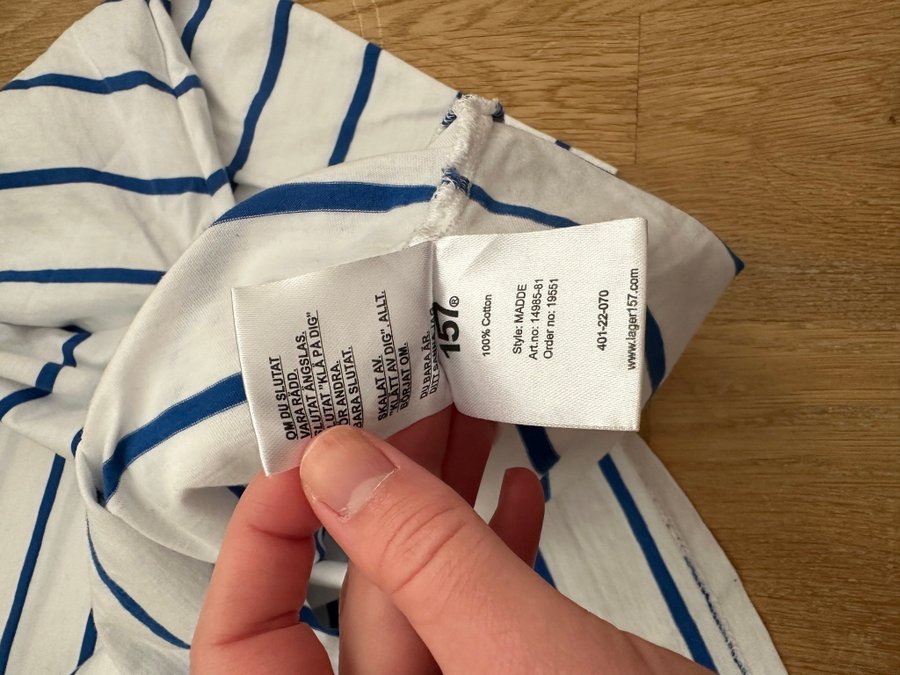 OM DU SLUTAT
VARA RÄDD.
SLUTAT ÄNGSLAS.
SLUTAT "KLÄ PÅ DIG"
FÖR ANDRA.
BARA SLUTAT.
SKALAT AV.
"KLÄTT AV DIG". ALLT.
BÖRJAT OM.
DU BARA ÄR.
157®
100% Cotton
Style: MADDE
Art.no: 14985-81
Order no: 19551
401-22-070
www.lager157.com